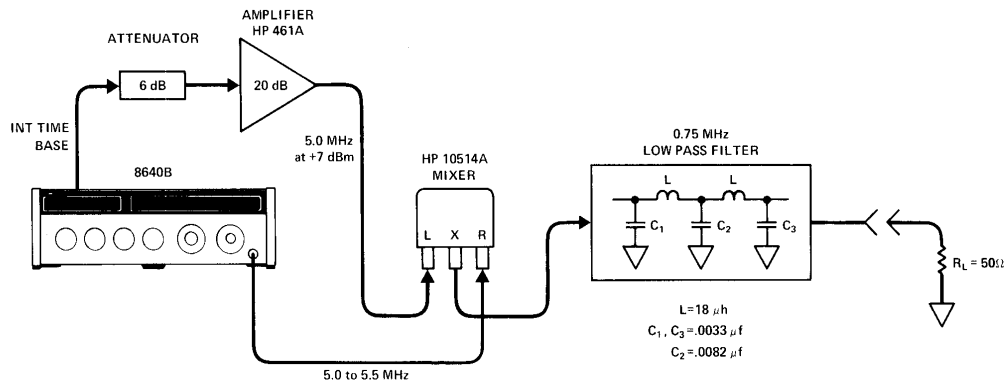 AMPLIFIER
HP 461A
ATTENUATOR
6 dB
20 dB
INT TIME
BASE
5.0 MHz
at +7 dBm
8640B
HP 10514A
MIXER
L X R
0.75 MHz
LOW PASS FILTER
L L
C₁ C₂ C₃
R_L = 50Ω
L=18 μh
C₁, C₃=.0033 μf
C₂=.0082 μf
5.0 to 5.5 MHz